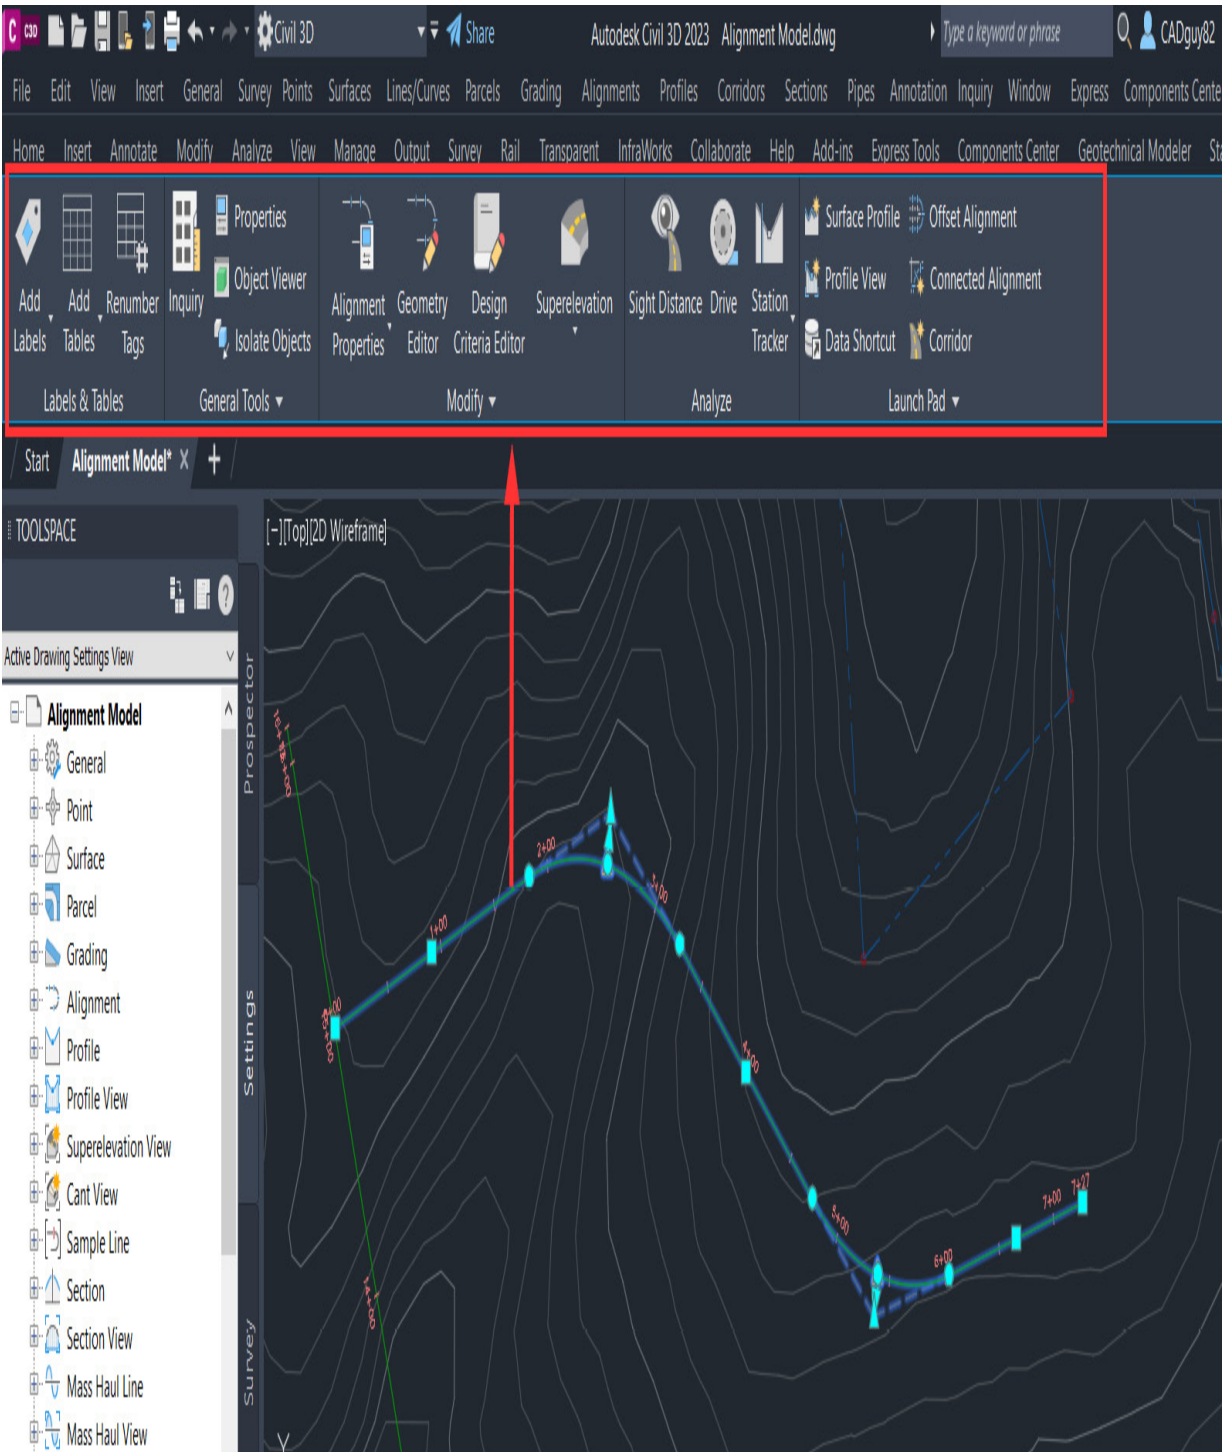 C C3D Civil 3D Share Autodesk Civil 3D 2023 Alignment Model.dwg Type a keyword or phrase CADguy82
File Edit View Insert General Survey Points Surfaces Lines/Curves Parcels Grading Alignments Profiles Corridors Sections Pipes Annotation Inquiry Window Express Components Cente
Home Insert Annotate Modify Analyze View Manage Output Survey Rail Transparent InfraWorks Collaborate Help Add-ins Express Tools Components Center Geotechnical Modeler Sta
Add Labels
Add Tables
Renumber Tags
Labels & Tables
Inquiry
Properties
Object Viewer
Isolate Objects
General Tools
Alignment Properties
Geometry Editor
Design Criteria Editor
Superelevation
Modify
Sight Distance
Drive
Station Tracker
Analyze
Surface Profile
Profile View
Data Shortcut
Offset Alignment
Connected Alignment
Corridor
Launch Pad
Start Alignment Model* X +
TOOLSPACE
?
Active Drawing Settings View
Alignment Model
General
Point
Surface
Parcel
Grading
Alignment
Profile
Profile View
Superelevation View
Cant View
Sample Line
Section
Section View
Mass Haul Line
Mass Haul View
Prospector
Settings
Survey
[-][Top][2D Wireframe]
1+00
2+00
4+00
5+00
6+00
7+00
7+27
14+00
Y